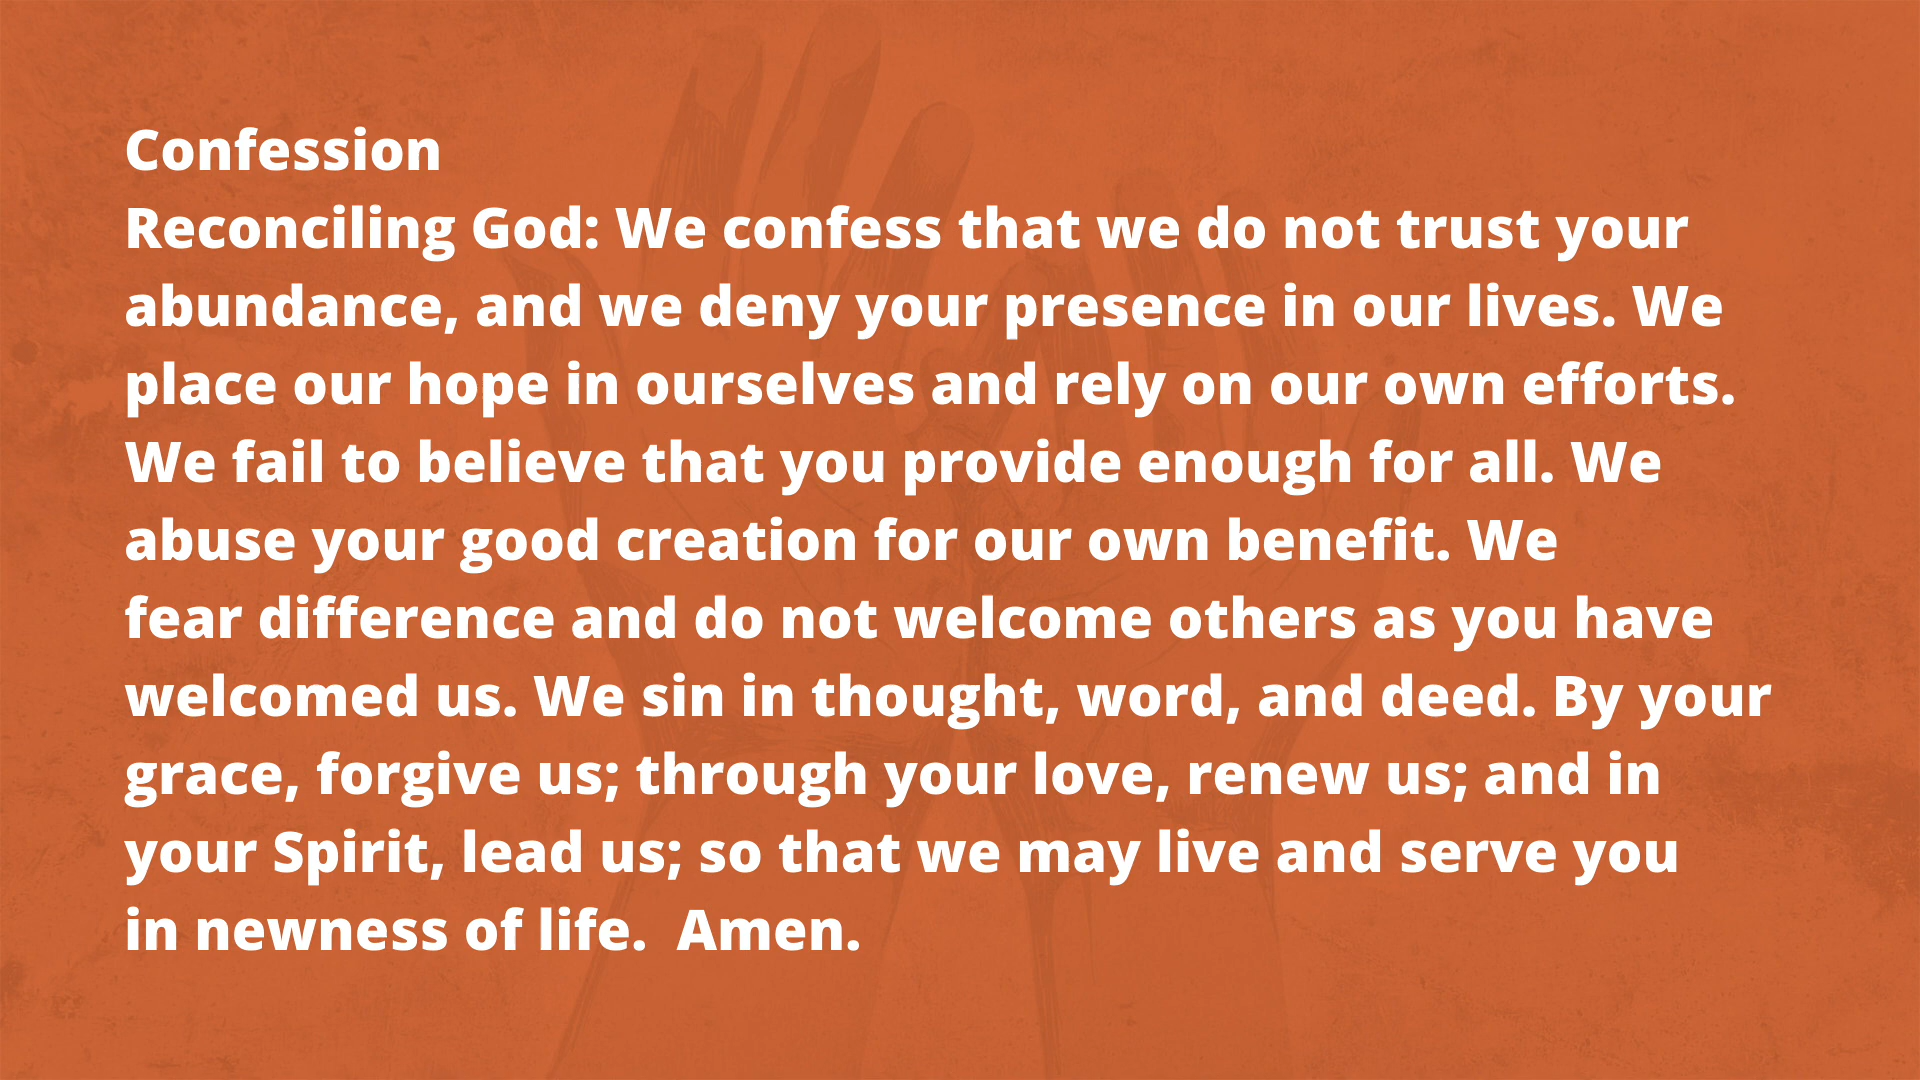 Confession
Reconciling God: We confess that we do not trust your
abundance, and we deny your presence in our lives. We
place our hope in ourselves and rely on our own efforts.
We fail to believe that you provide enough for all. We
abuse your good creation for our own benefit. We
fear difference and do not welcome others as you have
welcomed us. We sin in thought, word, and deed. By your
grace, forgive us; through your love, renew us; and in
your Spirit, lead us; so that we may live and serve you
in newness of life.  Amen.